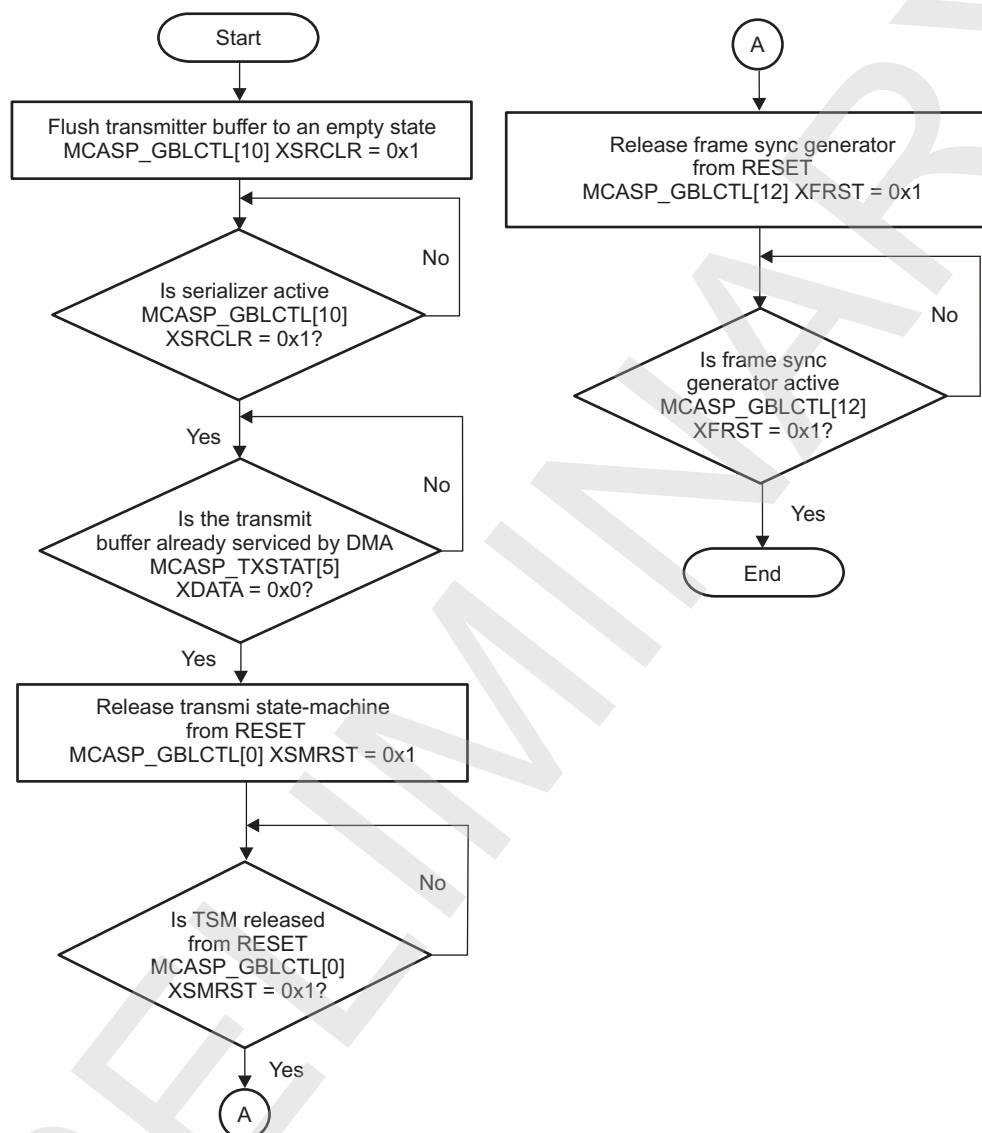 Start
Flush transmitter buffer to an empty state
MCASP_GBLCTL[10] XSRCLR = 0x1
No
Is serializer active
MCASP_GBLCTL[10]
XSRCLR = 0x1?
Yes
No
Is the transmit
buffer already serviced by DMA
MCASP_TXSTAT[5]
XDATA = 0x0?
Yes
Release transmi state-machine
from RESET
MCASP_GBLCTL[0] XSMRST = 0x1
No
Is TSM released
from RESET
MCASP_GBLCTL[0]
XSMRST = 0x1?
Yes
A
A
Release frame sync generator
from RESET
MCASP_GBLCTL[12] XFRST = 0x1
No
Is frame sync
generator active
MCASP_GBLCTL[12]
XFRST = 0x1?
Yes
End